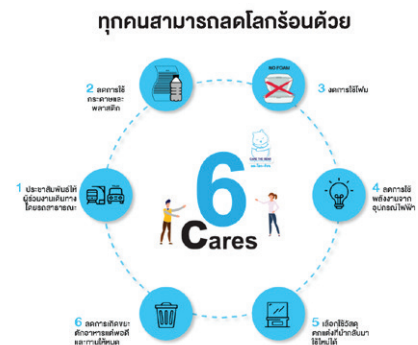 ทุกคนสามารถลดโลกร้อนด้วย
2 ลดการใช้
กระดาษและ
พลาสติก
NO FOAM
3 งดการใช้โฟม
1 ประชาสัมพันธ์ให้
ผู้ร่วมงานเดินทาง
โดยรถสาธารณะ
6
Cares
4 ลดการใช้
พลังงานจาก
อุปกรณ์ไฟฟ้า
6 ลดการเกิดขยะ
ตักอาหารแต่พอดี
และทานให้หมด
5 เลือกใช้วัสดุ
ตกแต่งที่นำกลับมา
ใช้ใหม่ได้